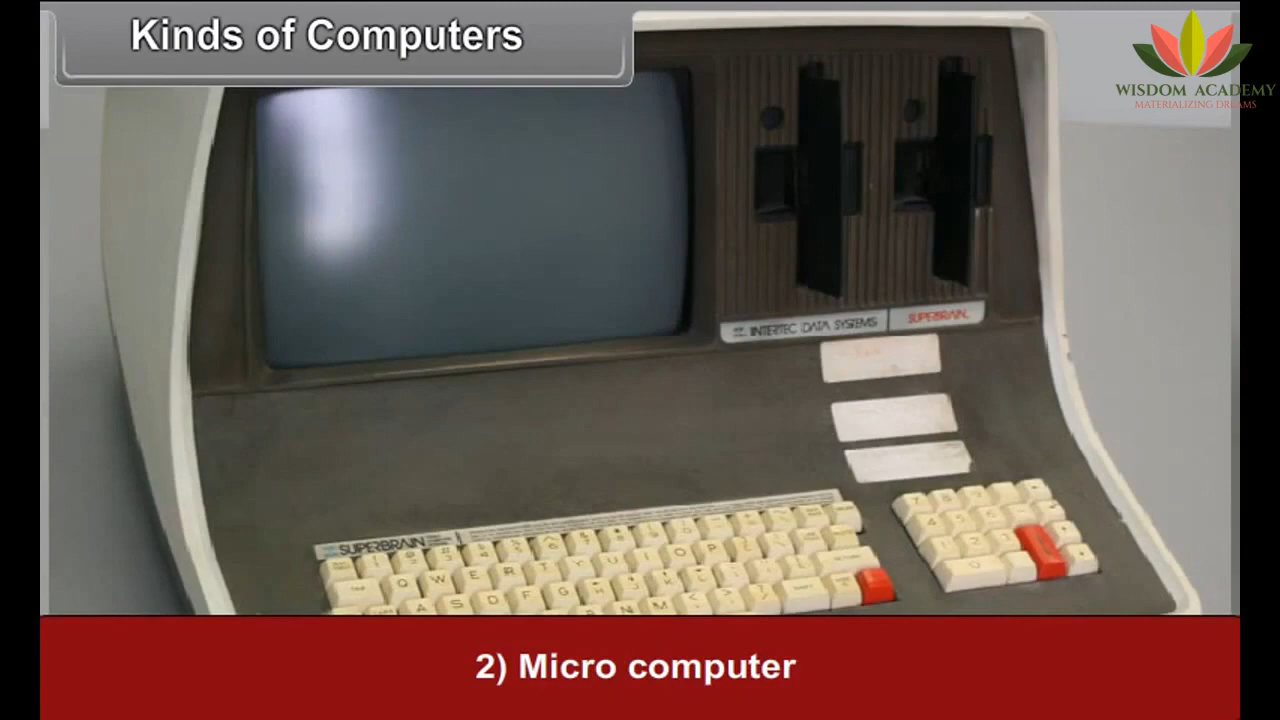 Kinds of Computers
WISDOM ACADEMY
MATERIALIZING DREAMS
INTERTEC DATA SYSTEMS SUPERBRAIN
SUPERBRAIN
Q W E R T Y U I O P
A S D F G H
N M
2) Micro computer